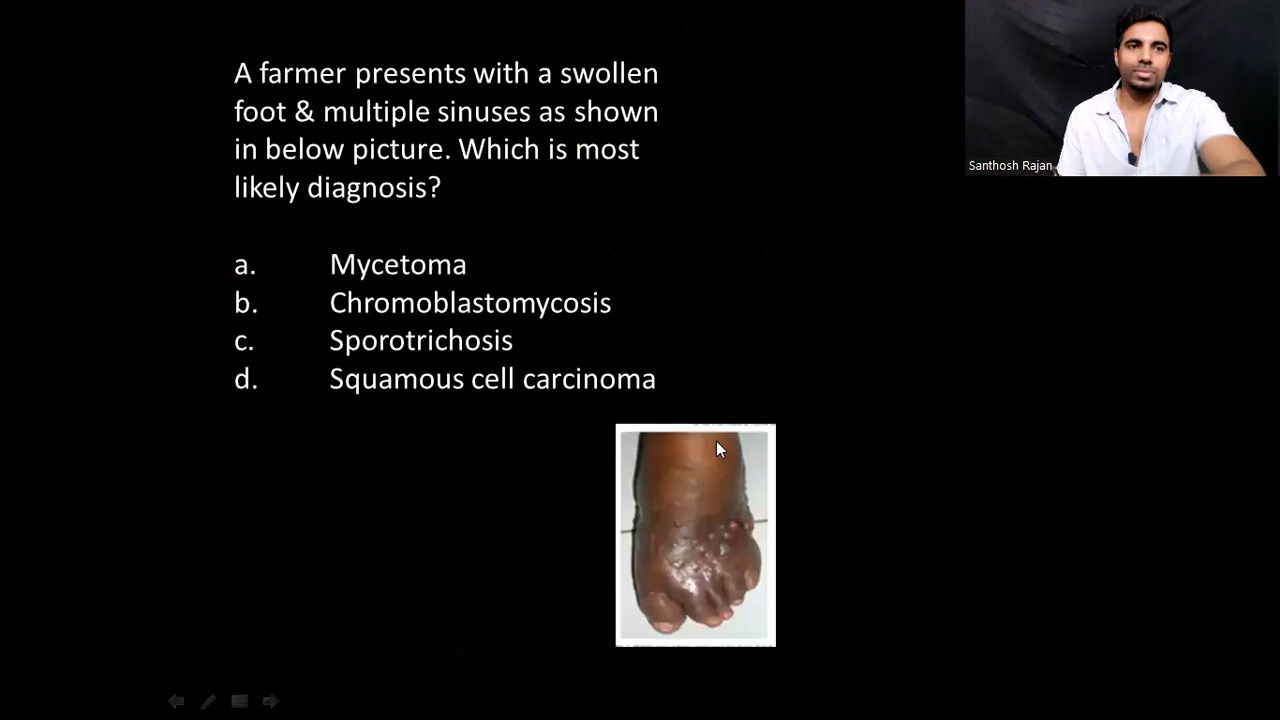 A farmer presents with a swollen
foot & multiple sinuses as shown
in below picture. Which is most
likely diagnosis?
a. Mycetoma
b. Chromoblastomycosis
c. Sporotrichosis
d. Squamous cell carcinoma
Santhosh Rajan